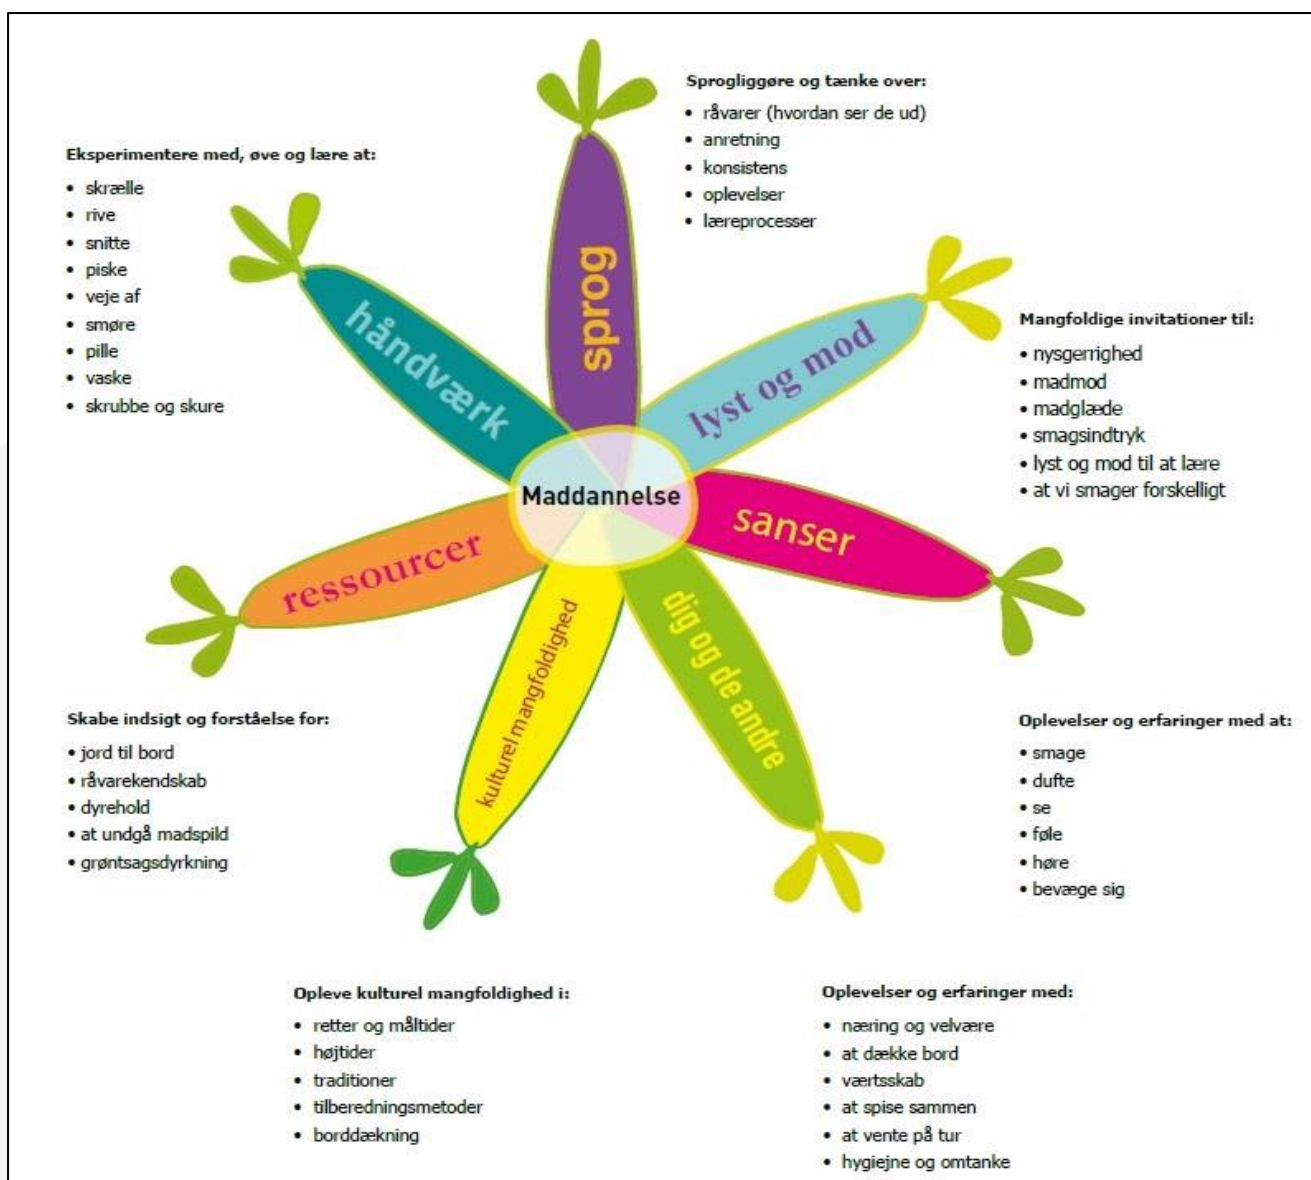 Sprogliggøre og tænke over:
• råvarer (hvordan ser de ud)
• anretning
• konsistens
• oplevelser
• læreprocesser
Eksperimentere med, øve og lære at:
• skrælle
• rive
• snitte
• piske
• veje af
• smøre
• pille
• vaske
• skrubbe og skure
Mangfoldige invitationer til:
• nysgerrighed
• madmod
• madglæde
• smagsindtryk
• lyst og mod til at lære
• at vi smager forskelligt
sprog
håndværk
lyst og mod
Maddannelse
sanser
ressourcer
kulturel mangfoldighed
dig og de andre
Skabe indsigt og forståelse for:
• jord til bord
• råvarekendskab
• dyrehold
• at undgå madspild
• grøntsagsdyrkning
Oplevelser og erfaringer med at:
• smage
• dufte
• se
• føle
• høre
• bevæge sig
Opleve kulturel mangfoldighed i:
• retter og måltider
• højtider
• traditioner
• tilberedningsmetoder
• borddækning
Oplevelser og erfaringer med:
• næring og velvære
• at dække bord
• værtsskab
• at spise sammen
• at vente på tur
• hygiejne og omtanke